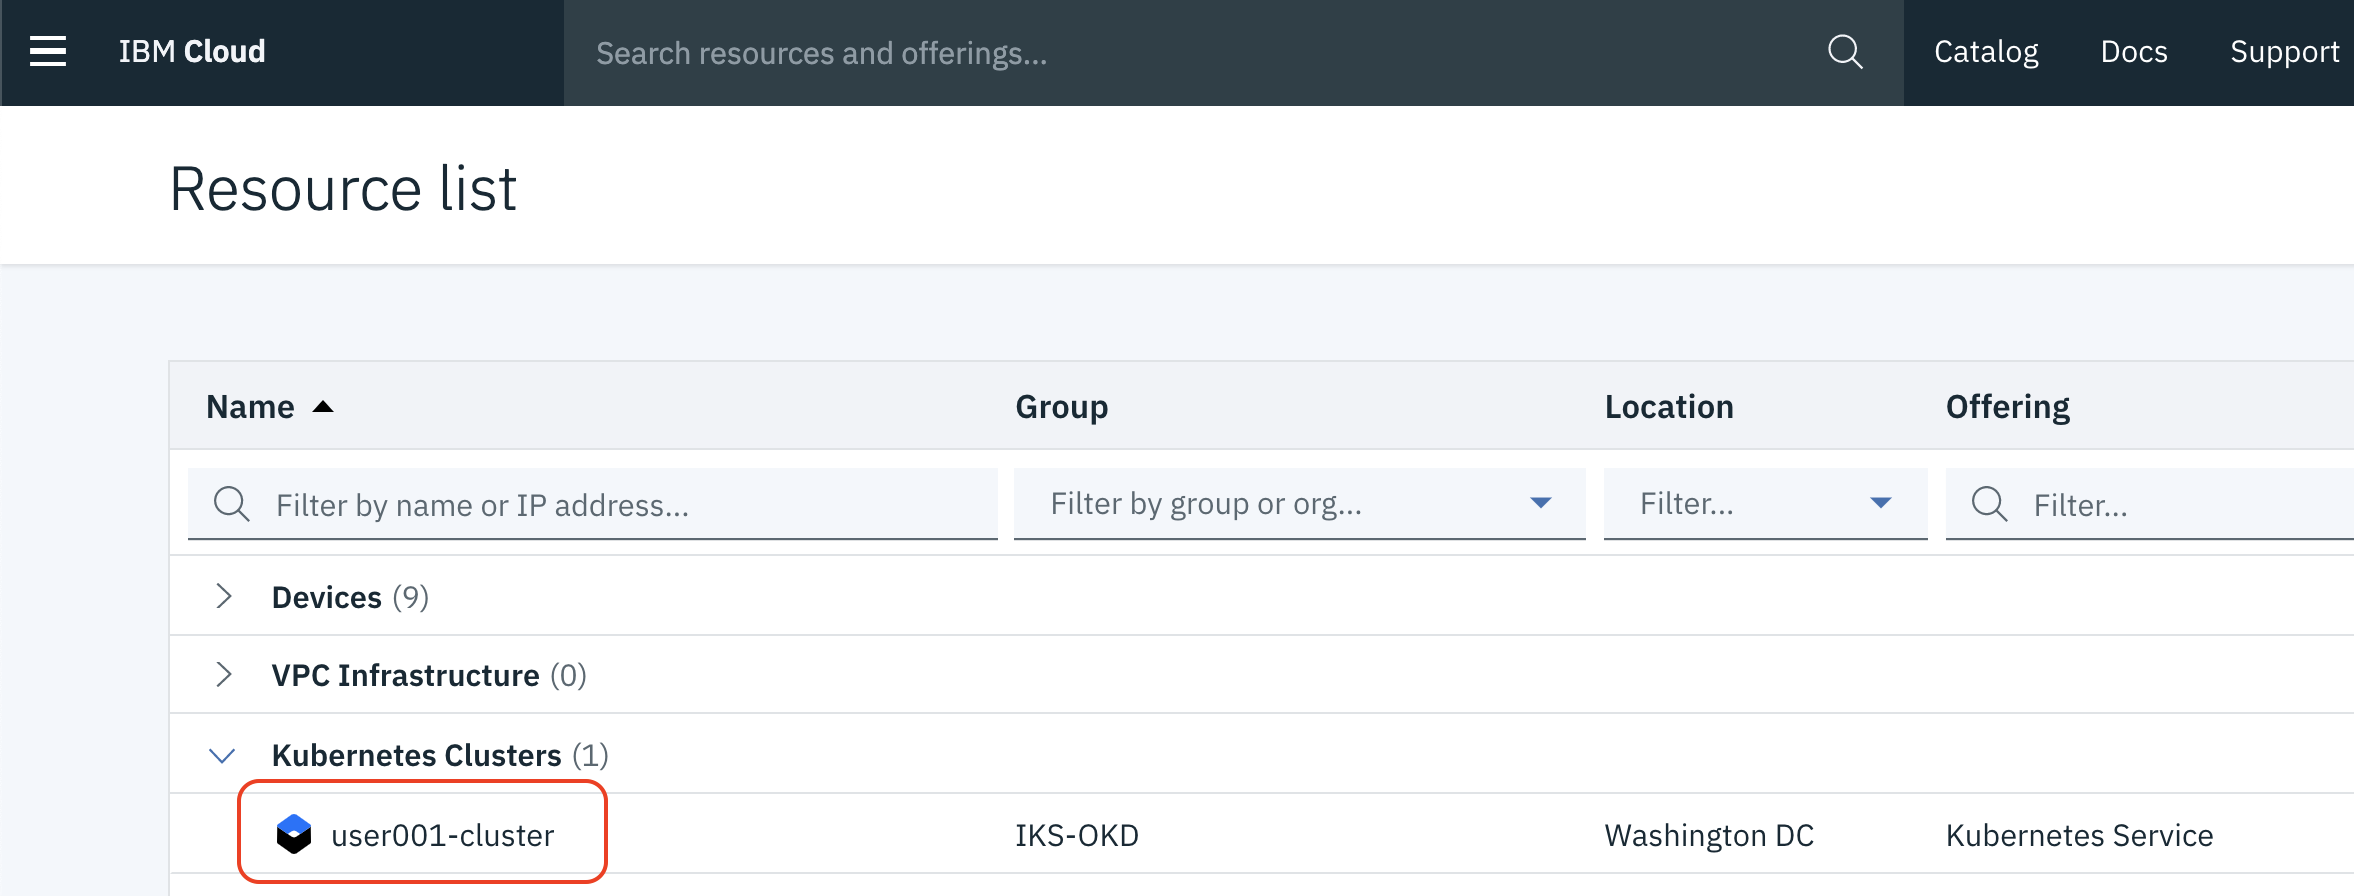 IBM Cloud
Search resources and offerings...
Catalog Docs Support
Resource list
Name Group Location Offering
Filter by name or IP address... Filter by group or org... Filter... Filter...
Devices (9)
VPC Infrastructure (0)
Kubernetes Clusters (1)
user001-cluster IKS-OKD Washington DC Kubernetes Service